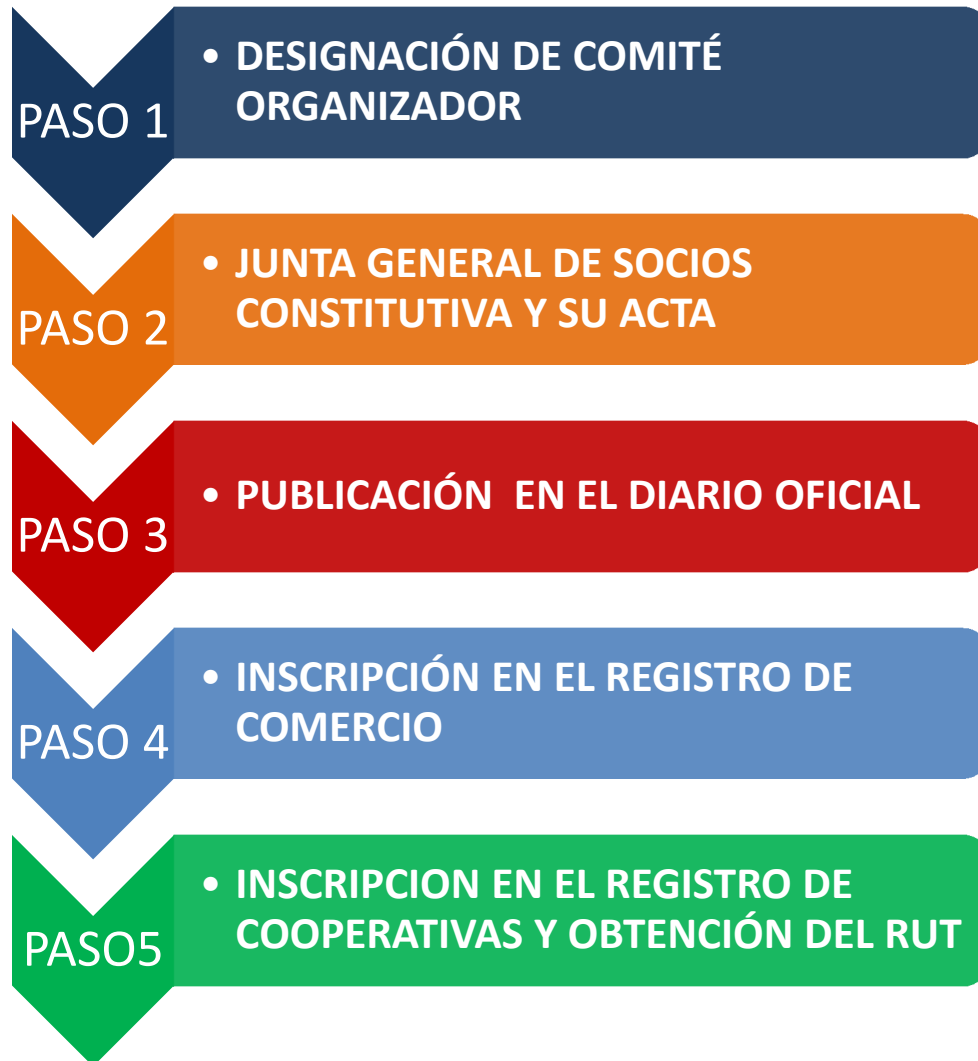 PASO 1
• DESIGNACIÓN DE COMITÉ
ORGANIZADOR
PASO 2
• JUNTA GENERAL DE SOCIOS
CONSTITUTIVA Y SU ACTA
PASO 3
• PUBLICACIÓN EN EL DIARIO OFICIAL
PASO 4
• INSCRIPCIÓN EN EL REGISTRO DE
COMERCIO
PASO5
• INSCRIPCION EN EL REGISTRO DE
COOPERATIVAS Y OBTENCIÓN DEL RUT